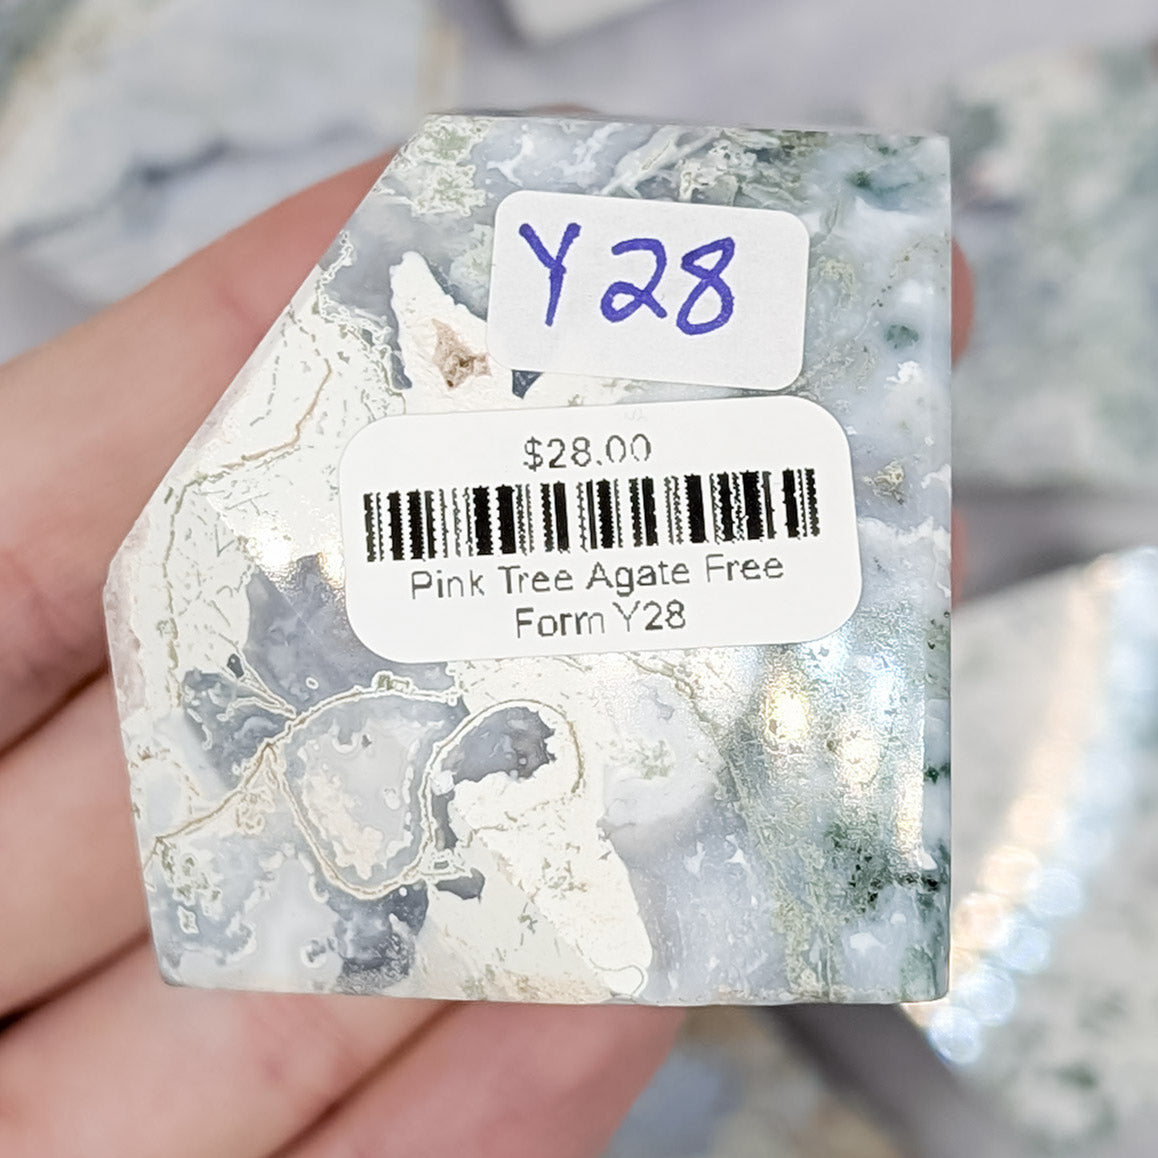 Y28
$28.00
Pink Tree Agate Free
Form Y28